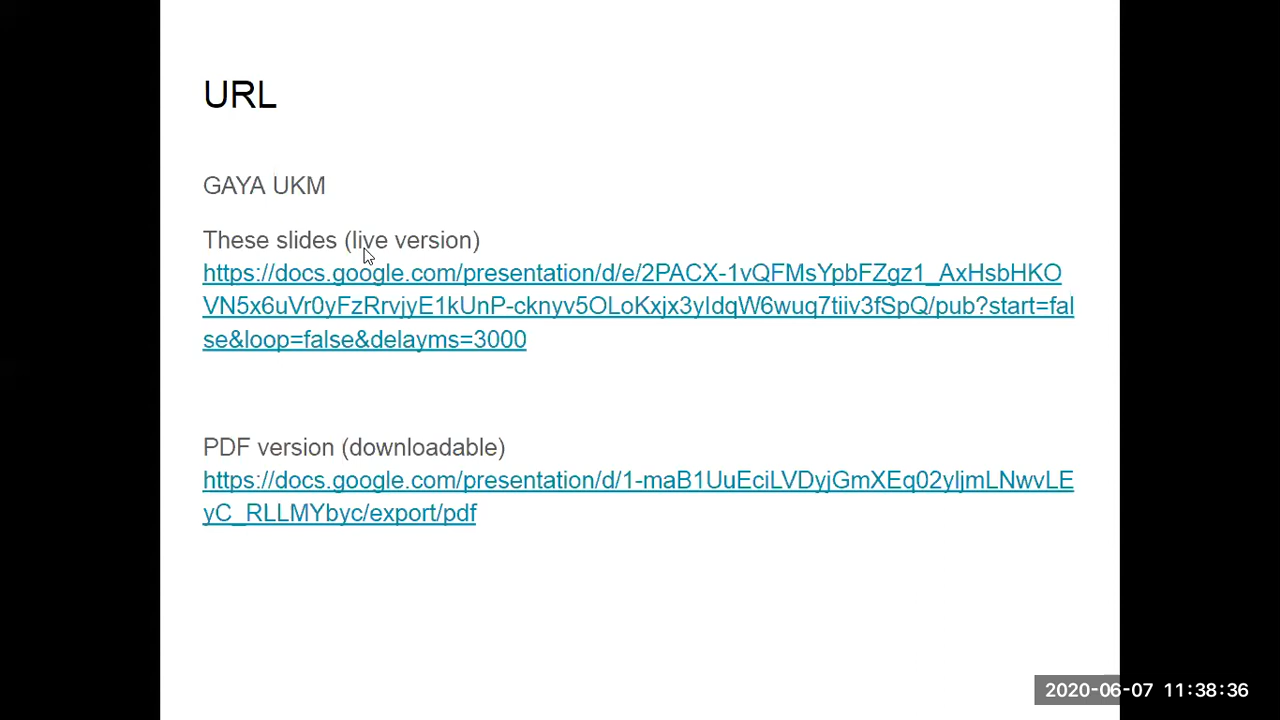 URL
GAYA UKM
These slides (live version)
https://docs.google.com/presentation/d/e/2PACX-1vQFMsYpbFZgz1_AxHsbHKO
VN5x6uVr0yFzRrvjyE1kUnP-cknyv5OLoKxjx3yIdqW6wuq7tiiv3fSpQ/pub?start=fal
se&loop=false&delayms=3000
PDF version (downloadable)
https://docs.google.com/presentation/d/1-maB1UuEciLVDyjGmXEq02yljmLNwvLE
yC_RLLMYbyc/export/pdf
2020-06-07 11:38:36